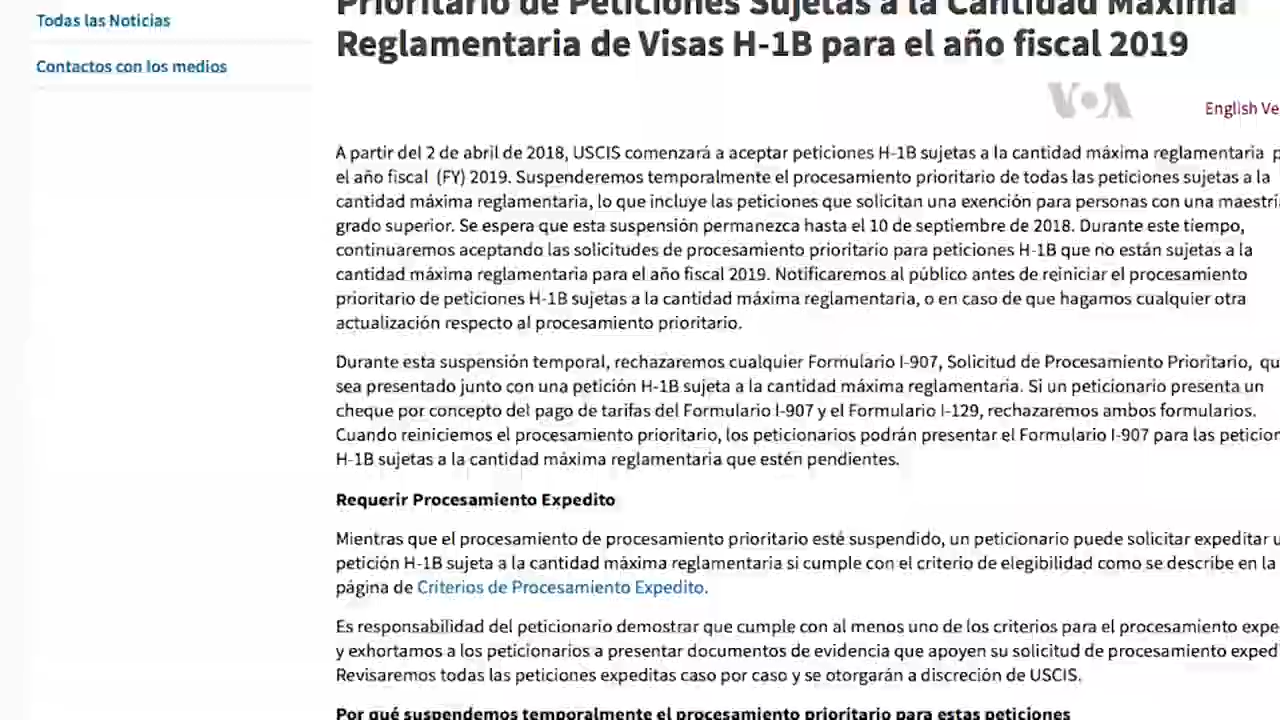 Todas las Noticias
Contactos con los medios
Prioritario de Peticiones Sujetas a la Cantidad Máxima
Reglamentaria de Visas H-1B para el año fiscal 2019
VOA
English Ve
A partir del 2 de abril de 2018, USCIS comenzará a aceptar peticiones H-1B sujetas a la cantidad máxima reglamentaria p
el año fiscal (FY) 2019. Suspenderemos temporalmente el procesamiento prioritario de todas las peticiones sujetas a la
cantidad máxima reglamentaria, lo que incluye las peticiones que solicitan una exención para personas con una maestrí
grado superior. Se espera que esta suspensión permanezca hasta el 10 de septiembre de 2018. Durante este tiempo,
continuaremos aceptando las solicitudes de procesamiento prioritario para peticiones H-1B que no están sujetas a la
cantidad máxima reglamentaria para el año fiscal 2019. Notificaremos al público antes de reiniciar el procesamiento
prioritario de peticiones H-1B sujetas a la cantidad máxima reglamentaria, o en caso de que hagamos cualquier otra
actualización respecto al procesamiento prioritario.
Durante esta suspensión temporal, rechazaremos cualquier Formulario I-907, Solicitud de Procesamiento Prioritario, qu
sea presentado junto con una petición H-1B sujeta a la cantidad máxima reglamentaria. Si un peticionario presenta un
cheque por concepto del pago de tarifas del Formulario I-907 y el Formulario I-129, rechazaremos ambos formularios.
Cuando reiniciemos el procesamiento prioritario, los peticionarios podrán presentar el Formulario I-907 para las peticion
H-1B sujetas a la cantidad máxima reglamentaria que estén pendientes.
Requerir Procesamiento Expedito
Mientras que el procesamiento de procesamiento prioritario esté suspendido, un peticionario puede solicitar expeditar u
petición H-1B sujeta a la cantidad máxima reglamentaria si cumple con el criterio de elegibilidad como se describe en la
página de Criterios de Procesamiento Expedito.
Es responsabilidad del peticionario demostrar que cumple con al menos uno de los criterios para el procesamiento expe
y exhortamos a los peticionarios a presentar documentos de evidencia que apoyen su solicitud de procesamiento exped
Revisaremos todas las peticiones expeditas caso por caso y se otorgarán a discreción de USCIS.
Por qué suspendemos temporalmente el procesamiento prioritario para estas peticiones